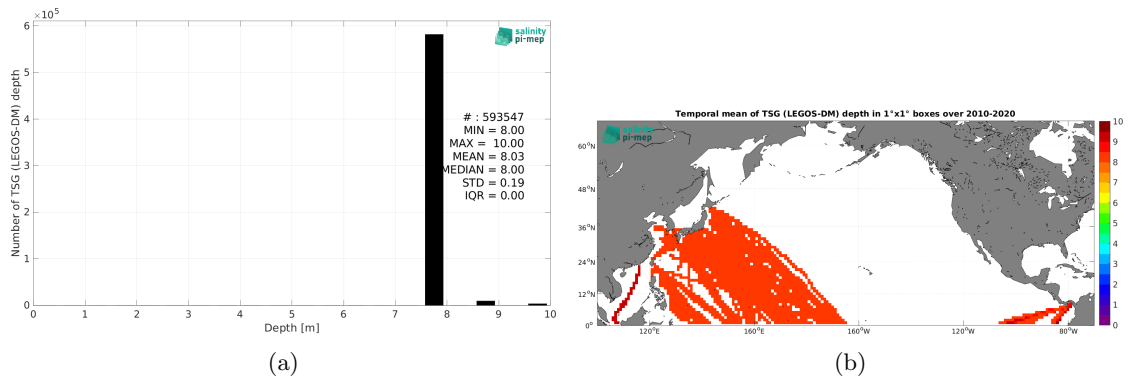 ×10⁵
6
5
4
3
2
1
0
Number of TSG (LEGOS-DM) depth
salinity
pi-mep
# : 593547
MIN = 8.00
MAX = 10.00
MEAN = 8.03
MEDIAN = 8.00
STD = 0.19
IQR = 0.00
0 1 2 3 4 5 6 7 8 9 10
Depth [m]
(a)
Temporal mean of TSG (LEGOS-DM) depth in 1°x1° boxes over 2010-2020
salinity
pi-mep
60°N
48°N
36°N
24°N
12°N
0°
120°E 160°E 160°W 120°W 80°W
10
9
8
7
6
5
4
3
2
1
0
(b)